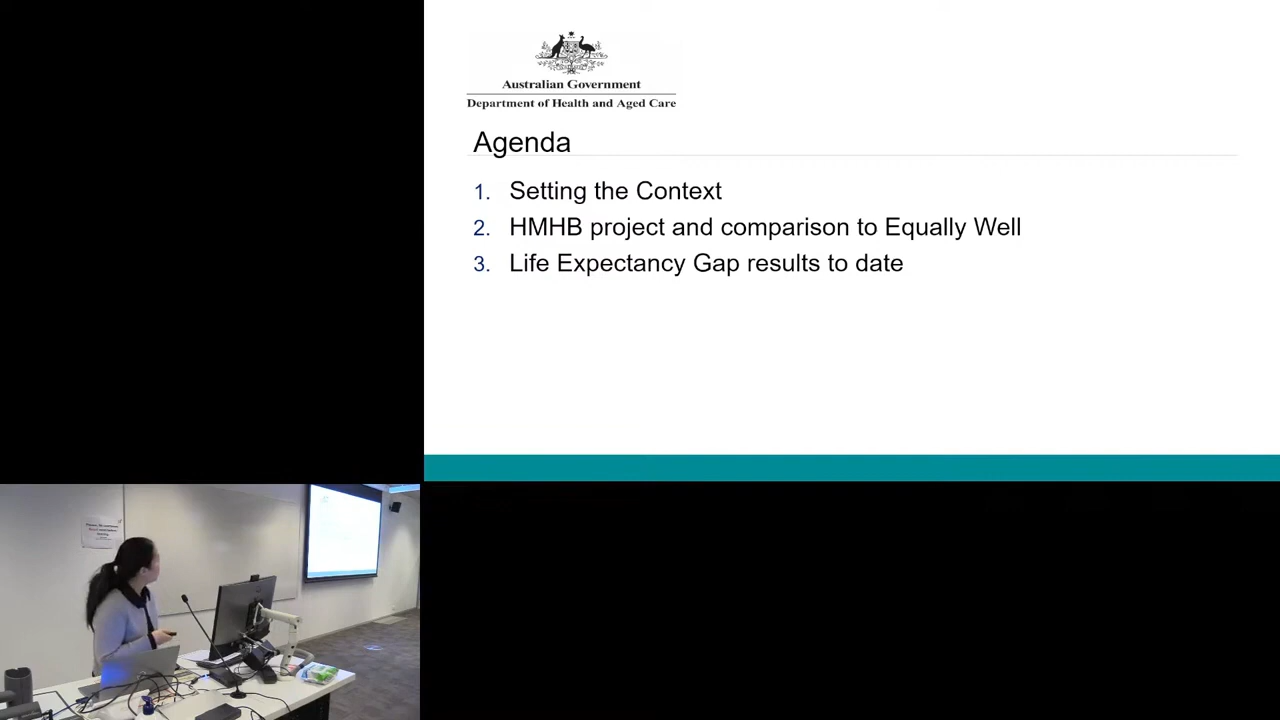 Australian Government
Department of Health and Aged Care
Agenda
1. Setting the Context
2. HMHB project and comparison to Equally Well
3. Life Expectancy Gap results to date